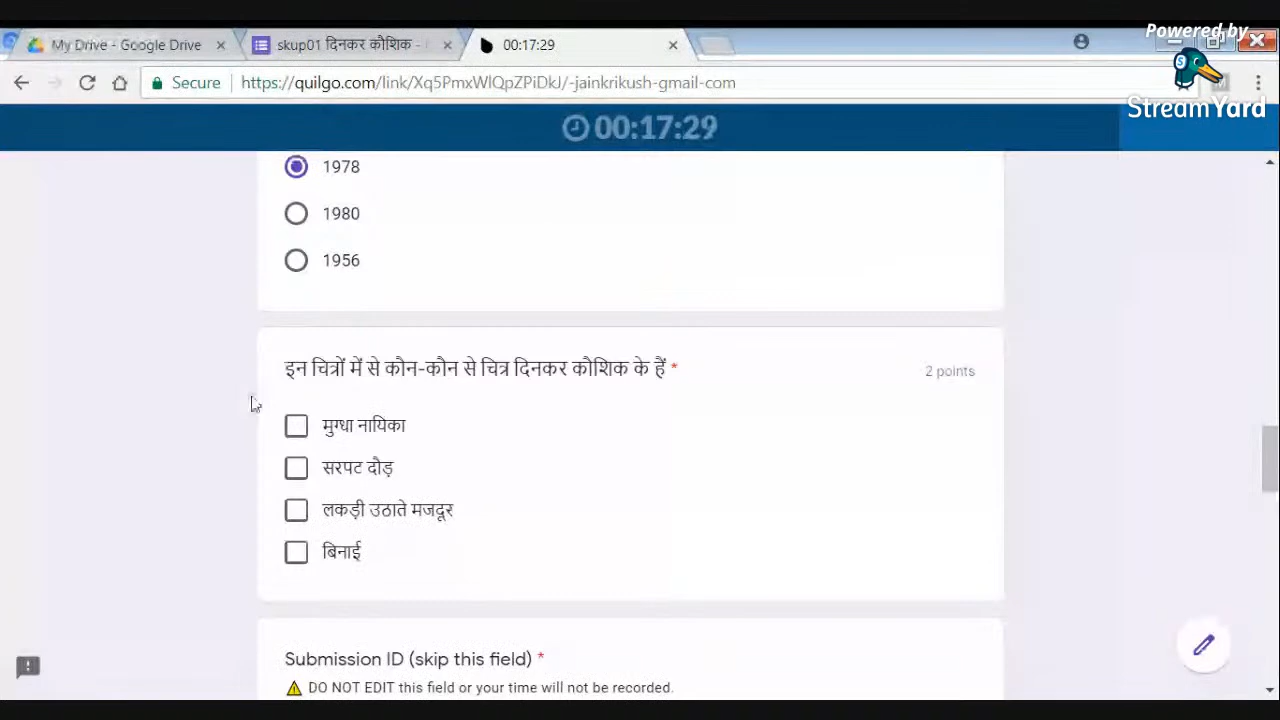 Powered by
My Drive - Google Drive
skup01 दिनकर कौशिक -
00:17:29
Secure
https://quilgo.com/link/Xq5PmxWlQpZPiDkJ/-jainkrikush-gmail-com
StreamYard
00:17:29
1978
1980
1956
इन चित्रों में से कौन-कौन से चित्र दिनकर कौशिक के हैं *
2 points
मुग्धा नायिका
सरपट दौड़
लकड़ी उठाते मजदूर
बिनाई
Submission ID (skip this field) *
DO NOT EDIT this field or your time will not be recorded.